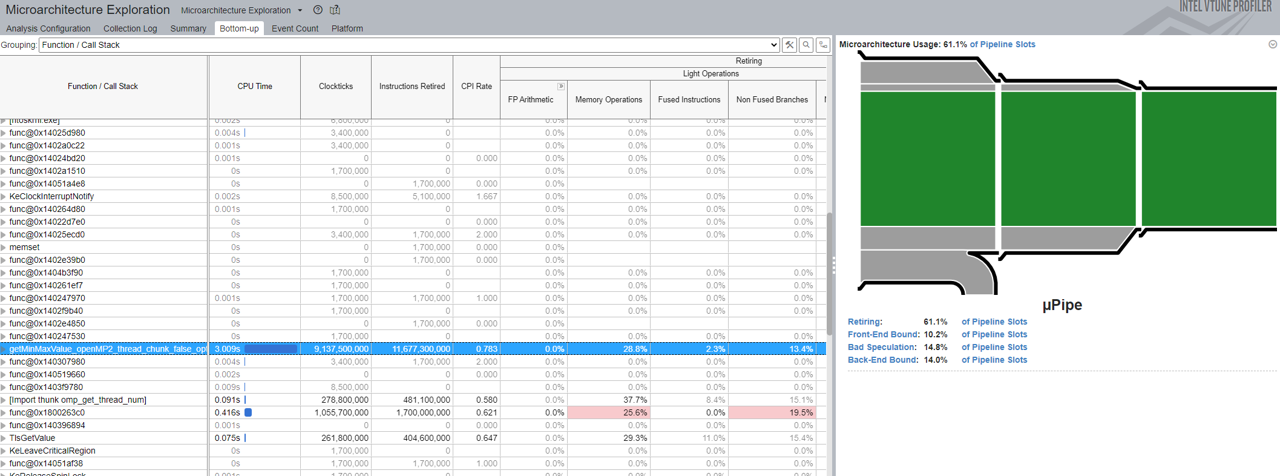 Microarchitecture Exploration Microarchitecture Exploration
INTEL VTUNE PROFILER
Analysis Configuration Collection Log Summary Bottom-up Event Count Platform
Grouping: Function / Call Stack
Function / Call Stack CPU Time Clockticks Instructions Retired CPI Rate Retiring
Light Operations
FP Arithmetic Memory Operations Fused Instructions Non Fused Branches
[ntoskrnl.exe] 0.002s 6,800,000 0 0.0% 0.0% 0.0% 0.0%
func@0x14025d980 0.004s 3,400,000 0 0.0% 0.0% 0.0% 0.0%
func@0x1402a0c22 0.001s 3,400,000 0 0.0% 0.0% 0.0% 0.0%
func@0x14024bd20 0.001s 0 0 0.000 0.0% 0.0% 0.0% 0.0%
func@0x1402a1510 0s 1,700,000 0 0.0% 0.0% 0.0% 0.0%
func@0x14051a4e8 0s 0 1,700,000 0.000
KeClockInterruptNotify 0.002s 8,500,000 5,100,000 1.667 0.0% 0.0% 0.0% 0.0%
func@0x140264d80 0.001s 1,700,000 0 0.0% 0.0% 0.0% 0.0%
func@0x14022d7e0 0s 0 0 0.000 0.0% 0.0% 0.0% 0.0%
func@0x14025ecd0 0s 3,400,000 1,700,000 2.000 0.0% 0.0% 0.0% 0.0%
memset 0s 0 1,700,000 0.000
func@0x1402e39b0 0s 0 1,700,000 0.000
func@0x1404b3f90 0s 1,700,000 0 0.0% 0.0% 0.0% 0.0%
func@0x140261ef7 0s 1,700,000 0 0.0% 0.0% 0.0% 0.0%
func@0x140247970 0.001s 1,700,000 1,700,000 1.000 0.0% 0.0% 0.0% 0.0%
func@0x1402f9b40 0s 1,700,000 0 0.0% 0.0% 0.0% 0.0%
func@0x1402e4850 0s 0 1,700,000 0.000
func@0x140247530 0s 1,700,000 0 0.0% 0.0% 0.0% 0.0%
getMinMaxValue_openMP2_thread_chunk_false_opt 3.009s 9,137,500,000 11,677,300,000 0.783 0.0% 28.8% 2.3% 13.4%
func@0x140307980 0.004s 3,400,000 1,700,000 2.000 0.0% 0.0% 0.0% 0.0%
func@0x140519660 0.002s 0 0 0.000 0.0% 0.0% 0.0% 0.0%
func@0x1403f9780 0.009s 8,500,000 0 0.0% 0.0% 0.0% 0.0%
[Import thunk omp_get_thread_num] 0.091s 278,800,000 481,100,000 0.580 0.0% 37.7% 8.4% 15.1%
func@0x1800263c0 0.416s 1,055,700,000 1,700,000,000 0.621 0.0% 25.6% 0.0% 19.5%
func@0x140396894 0.001s 0 0 0.000 0.0% 0.0% 0.0% 0.0%
TlsGetValue 0.075s 261,800,000 404,600,000 0.647 0.0% 29.3% 11.0% 15.4%
KeLeaveCriticalRegion 0s 1,700,000 0 0.0% 0.0% 0.0% 0.0%
func@0x14051af38 0s 1,700,000 1,700,000 1.000 0.0% 0.0% 0.0% 0.0%
KeReleaseSpinLock
Microarchitecture Usage: 61.1% of Pipeline Slots
µPipe
Retiring: 61.1% of Pipeline Slots
Front-End Bound: 10.2% of Pipeline Slots
Bad Speculation: 14.8% of Pipeline Slots
Back-End Bound: 14.0% of Pipeline Slots